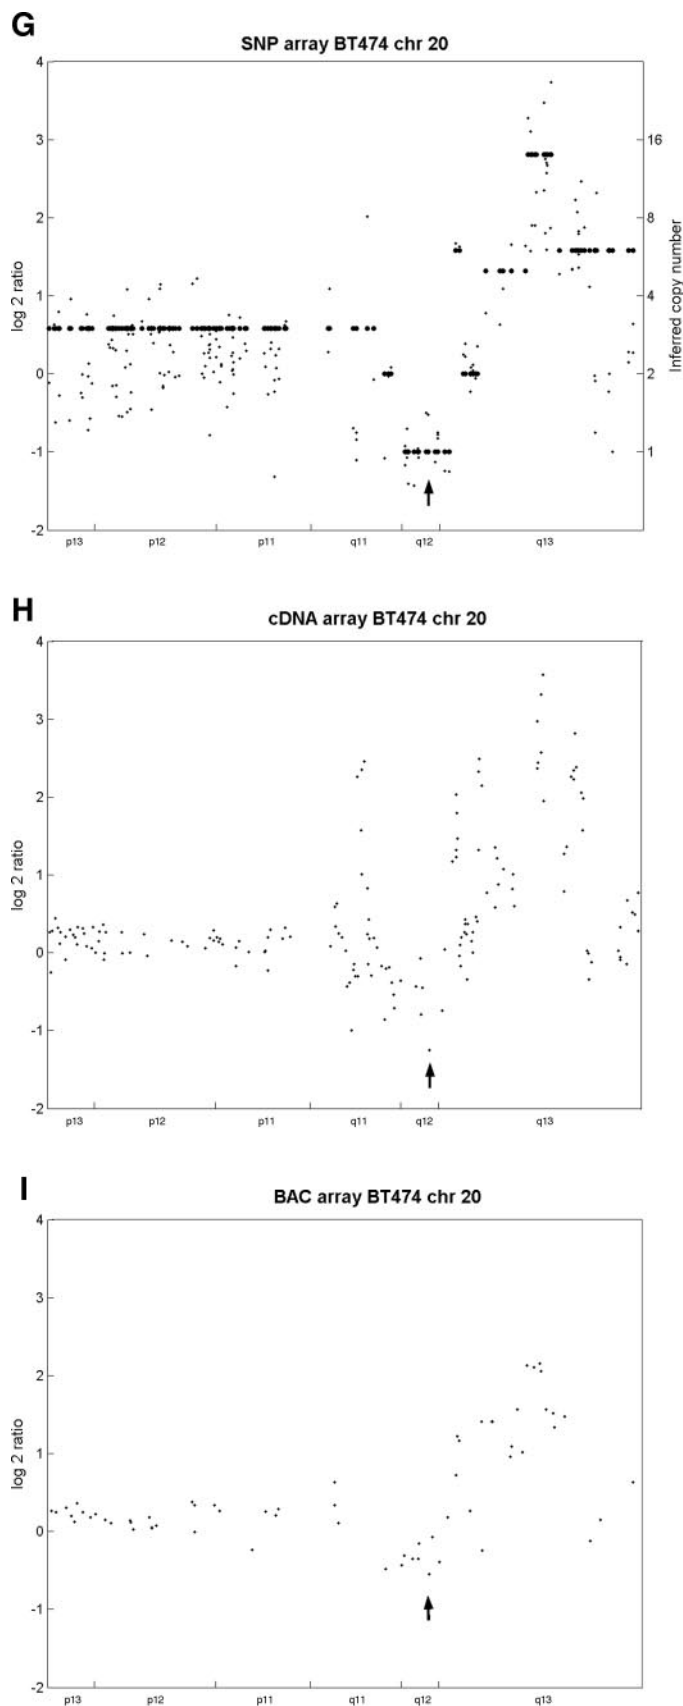 G
SNP array BT474 chr 20
4
3
2
1
0
-1
-2
log 2 ratio
16
8
4
2
1
Inferred copy number
p13 p12 p11 q11 q12 q13
H
cDNA array BT474 chr 20
4
3
2
1
0
-1
-2
log 2 ratio
p13 p12 p11 q11 q12 q13
I
BAC array BT474 chr 20
4
3
2
1
0
-1
-2
log 2 ratio
p13 p12 p11 q11 q12 q13